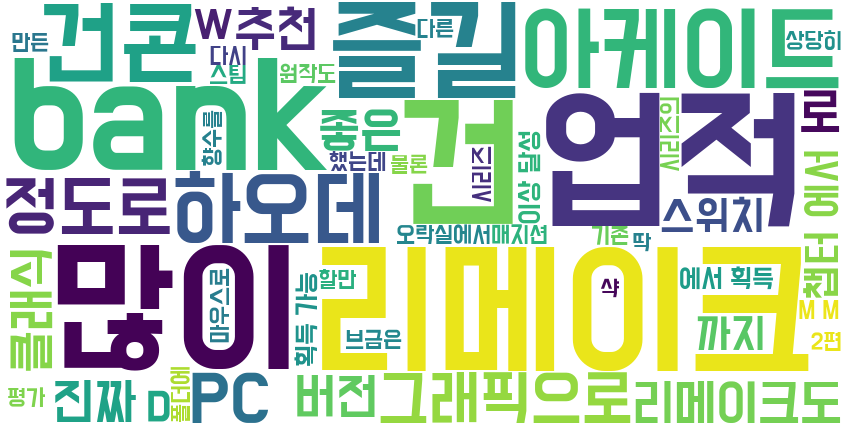 만든
건콘
W추천
다시
스팀
원작도
즐길
다른
아케이드
상당히
bank
향수를
좋은
했는데
물론
건
시리즈
이상 달성
업적
시리즈의
로
정도로
하오데
오락실에서
매지션
기존
딱
스위치
챕터 에서
클래식
많이
마우스로
획득 가능
할만
브금은
리메이크
샥
에서 획득
까지
M M
2편
평가
진짜
D
폴더에
PC
버전
그래픽으로
리메이크도